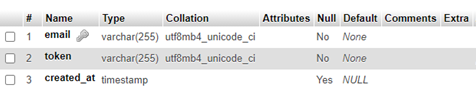 # Name Type Collation Attributes Null Default Comments Extra
1 email varchar(255) utf8mb4_unicode_ci No None
2 token varchar(255) utf8mb4_unicode_ci No None
3 created_at timestamp Yes NULL